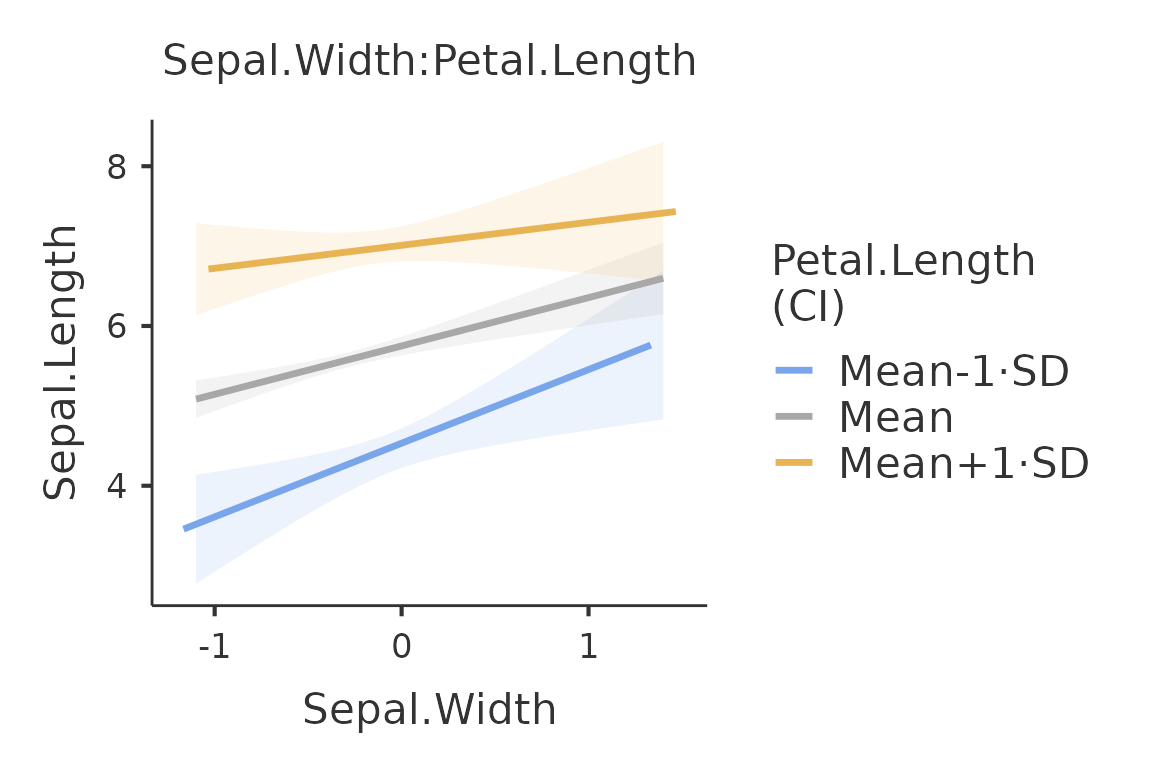 Sepal.Width:Petal.Length
Sepal.Length
8
6
4
-1 0 1
Sepal.Width
Petal.Length
(CI)
Mean-1·SD
Mean
Mean+1·SD